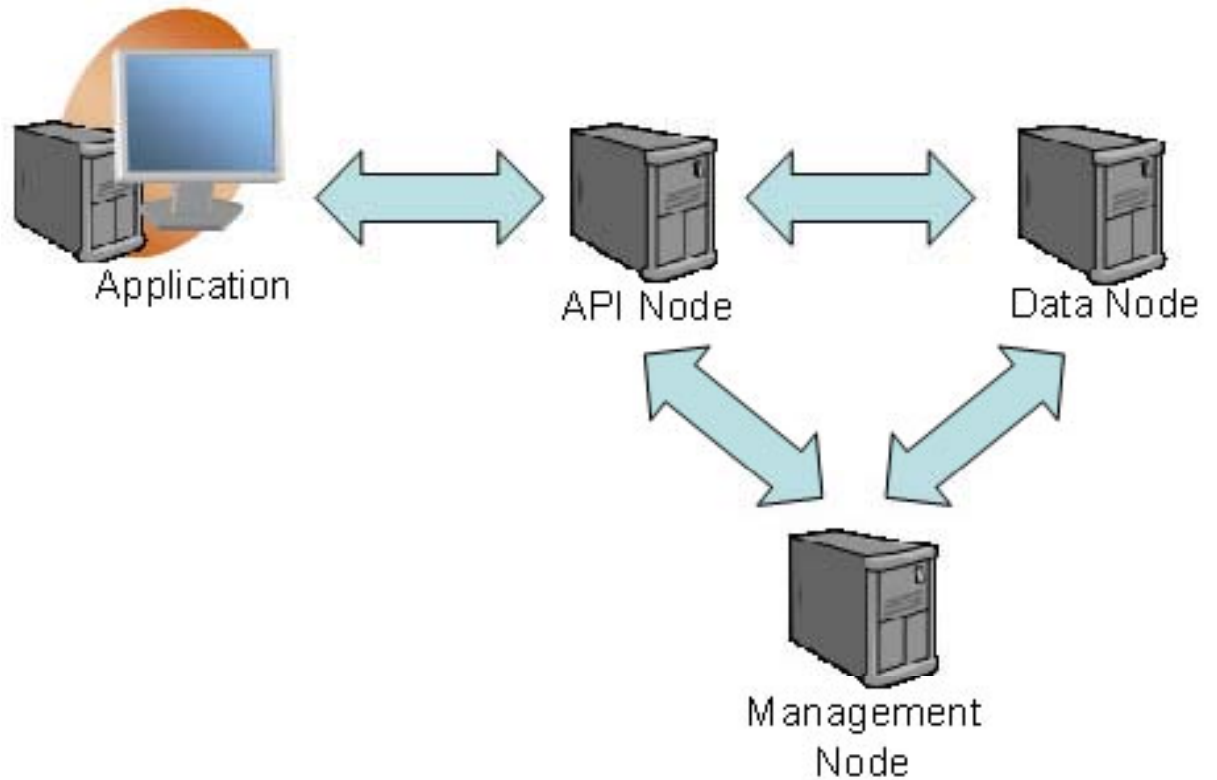 Application
API Node
Data Node
Management
Node